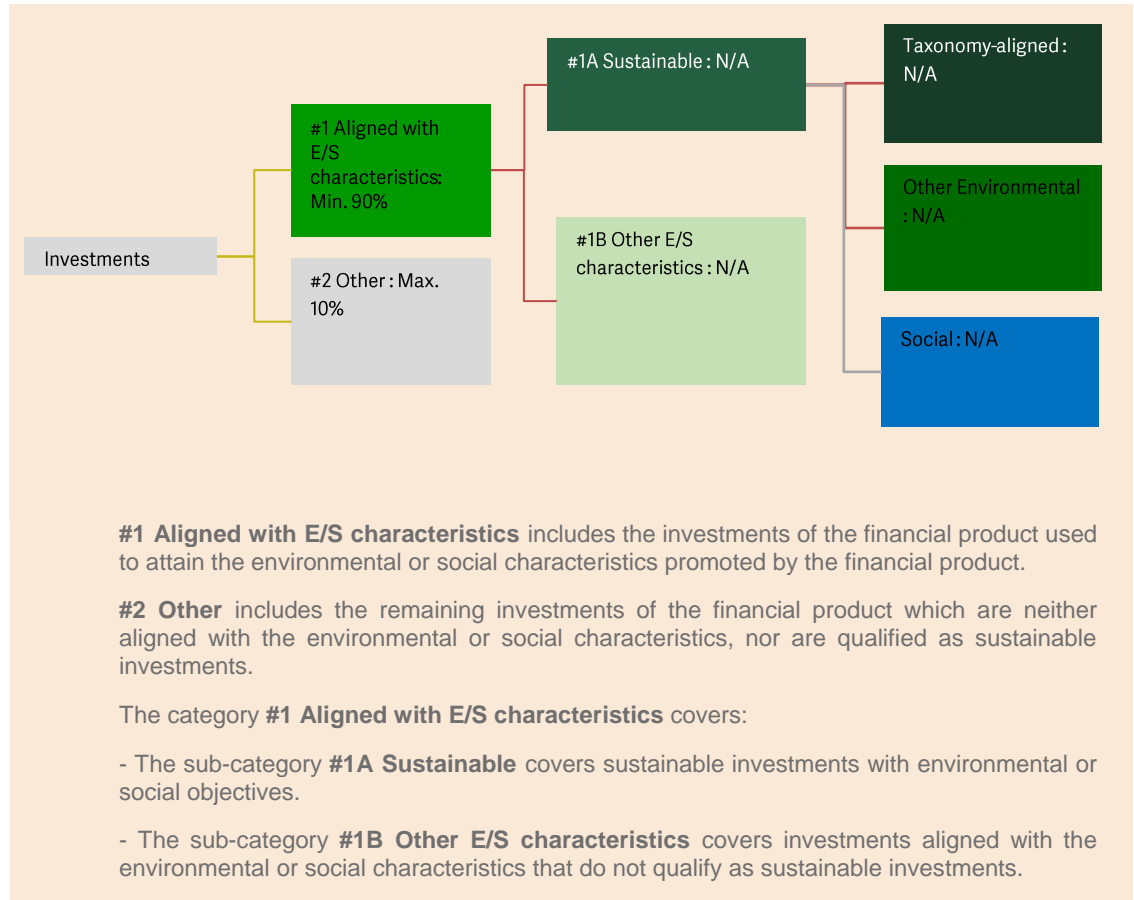 Investments
#1 Aligned with
E/S
characteristics:
Min. 90%
#2 Other : Max.
10%
#1A Sustainable : N/A
#1B Other E/S
characteristics : N/A
Taxonomy-aligned :
N/A
Other Environmental
: N/A
Social : N/A
#1 Aligned with E/S characteristics includes the investments of the financial product used
to attain the environmental or social characteristics promoted by the financial product.
#2 Other includes the remaining investments of the financial product which are neither
aligned with the environmental or social characteristics, nor are qualified as sustainable
investments.
The category #1 Aligned with E/S characteristics covers:
- The sub-category #1A Sustainable covers sustainable investments with environmental or
social objectives.
- The sub-category #1B Other E/S characteristics covers investments aligned with the
environmental or social characteristics that do not qualify as sustainable investments.